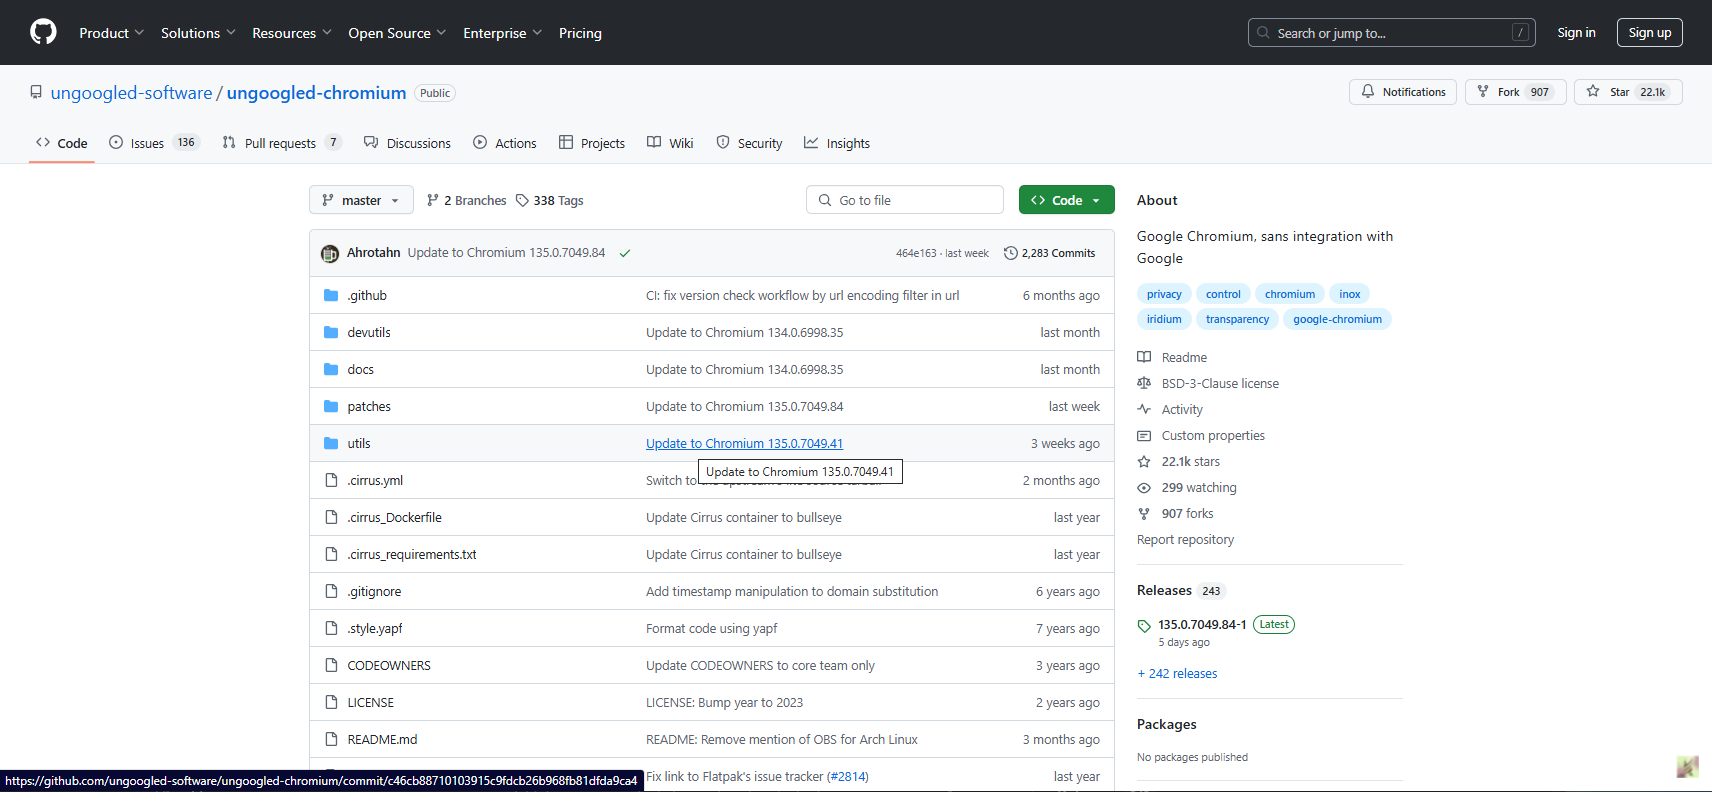 Product Solutions Resources Open Source Enterprise Pricing Search or jump to... / Sign in Sign up
ungoogled-software / ungoogled-chromium Public Notifications Fork 907 Star 22.1k
Code Issues 136 Pull requests 7 Discussions Actions Projects Wiki Security Insights
master 2 Branches 338 Tags Go to file Code
Ahrotahn Update to Chromium 135.0.7049.84 464e163 · last week 2,283 Commits
.github CI: fix version check workflow by url encoding filter in url 6 months ago
devutils Update to Chromium 134.0.6998.35 last month
docs Update to Chromium 134.0.6998.35 last month
patches Update to Chromium 135.0.7049.84 last week
utils Update to Chromium 135.0.7049.41 3 weeks ago
Update to Chromium 135.0.7049.41
.cirrus.yml Switch to 2 months ago
.cirrus_Dockerfile Update Cirrus container to bullseye last year
.cirrus_requirements.txt Update Cirrus container to bullseye last year
.gitignore Add timestamp manipulation to domain substitution 6 years ago
.style.yapf Format code using yapf 7 years ago
CODEOWNERS Update CODEOWNERS to core team only 3 years ago
LICENSE LICENSE: Bump year to 2023 2 years ago
README.md README: Remove mention of OBS for Arch Linux 3 months ago
Fix link to Flatpak's issue tracker (#2814) last year
About
Google Chromium, sans integration with
Google
privacy control chromium inox
iridium transparency google-chromium
Readme
BSD-3-Clause license
Activity
Custom properties
22.1k stars
299 watching
907 forks
Report repository
Releases 243
135.0.7049.84-1 Latest
5 days ago
+ 242 releases
Packages
No packages published
https://github.com/ungoogled-software/ungoogled-chromium/commit/c46cb88710103915c9fdcb26b968fb81dfda9ca4